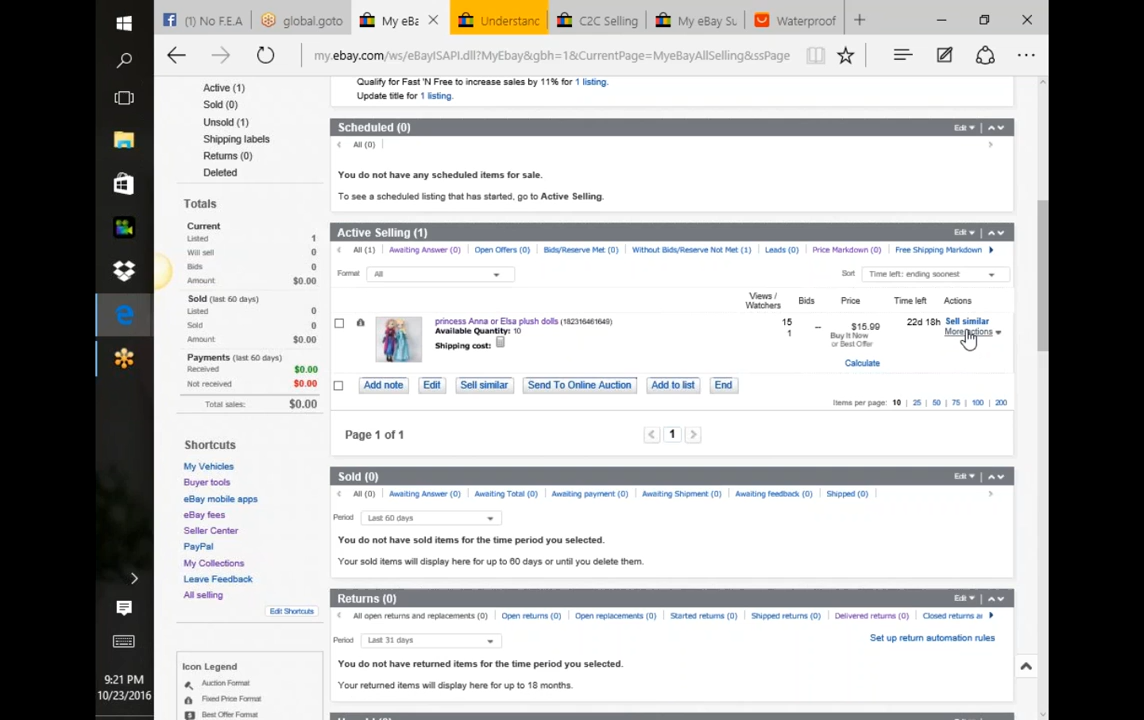 (1) No F.E.A
global.goto
My eBa
Understanc
C2C Selling
My eBay Su
Waterproof
my.ebay.com/ws/eBayISAPI.dll?MyEbay&gbh=1&CurrentPage=MyeBayAllSelling&ssPage
Active (1)
Sold (0)
Unsold (1)
Shipping labels
Returns (0)
Deleted
Totals
Current
Listed 1
Will sell 0
Bids 0
Amount $0.00
Sold (last 60 days)
Listed 0
Sold 0
Amount $0.00
Payments (last 60 days)
Received $0.00
Not received $0.00
Total sales: $0.00
Shortcuts
My Vehicles
Buyer tools
eBay mobile apps
eBay fees
Seller Center
PayPal
My Collections
Leave Feedback
All selling
Edit Shortcuts
Icon Legend
Auction Format
Fixed Price Format
Best Offer Format
Qualify for Fast 'N Free to increase sales by 11% for 1 listing.
Update title for 1 listing.
Scheduled (0) Edit
All (0)
You do not have any scheduled items for sale.
To see a scheduled listing that has started, go to Active Selling.
Active Selling (1) Edit
All (1) Awaiting Answer (0) Open Offers (0) Bids/Reserve Met (0) Without Bids/Reserve Not Met (1) Leads (0) Price Markdown (0) Free Shipping Markdown
Format All Sort Time left: ending soonest
Views / Watchers Bids Price Time left Actions
princess Anna or Elsa plush dolls (182316461649) 15 -- $15.99 22d 18h Sell similar
Available Quantity: 10 1 Buy It Now More actions
Shipping cost: or Best Offer
Calculate
Add note Edit Sell similar Send To Online Auction Add to list End
Items per page: 10 25 50 75 100 200
Page 1 of 1 1
Sold (0) Edit
All (0) Awaiting Answer (0) Awaiting Total (0) Awaiting payment (0) Awaiting Shipment (0) Awaiting feedback (0) Shipped (0)
Period Last 60 days
You do not have sold items for the time period you selected.
Your sold items will display here for up to 60 days or until you delete them.
Returns (0) Edit
All open returns and replacements (0) Open returns (0) Open replacements (0) Started returns (0) Shipped returns (0) Delivered returns (0) Closed returns a
Period Last 31 days Set up return automation rules
You do not have returned items for the time period you selected.
Your returned items will display here for up to 18 months.
9:21 PM
10/23/2016